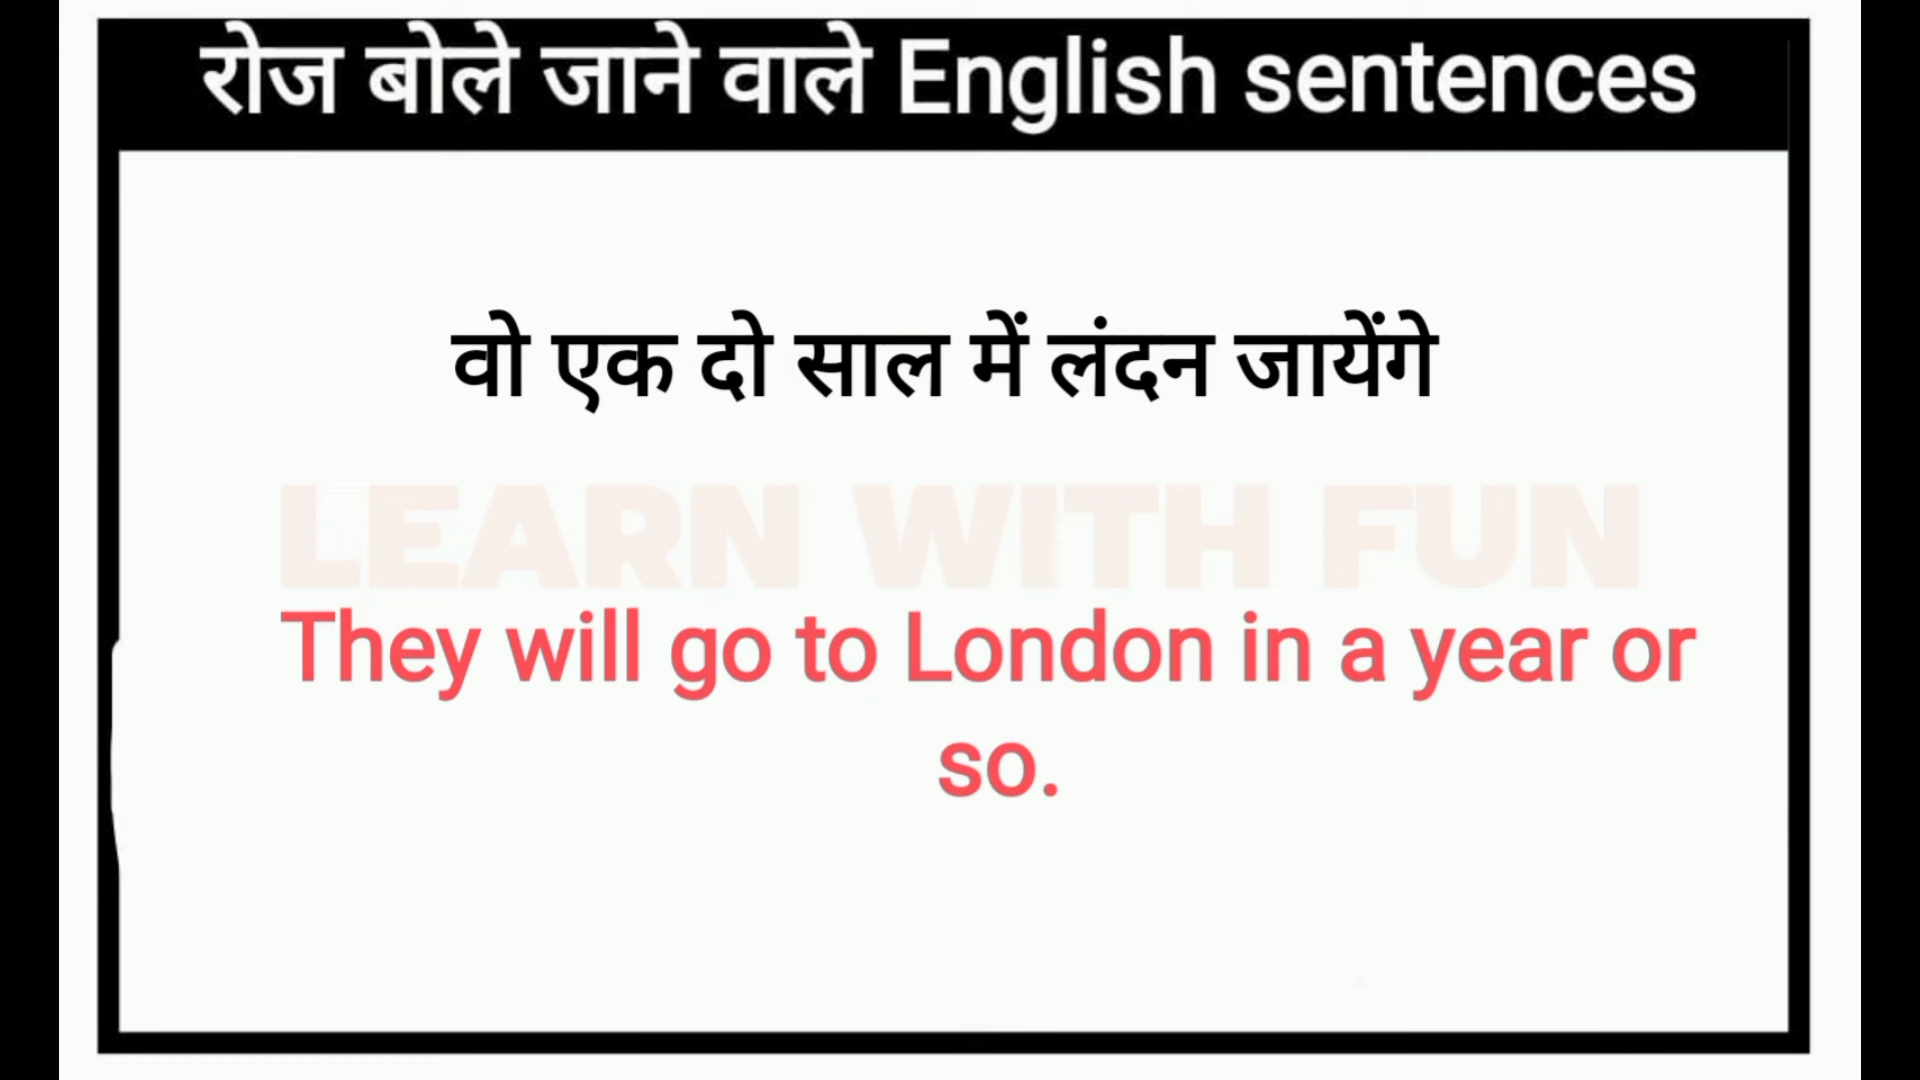 रोज बोले जाने वाले English sentences
वो एक दो साल में लंदन जायेंगे
LEARN WITH FUN
They will go to London in a year or
so.